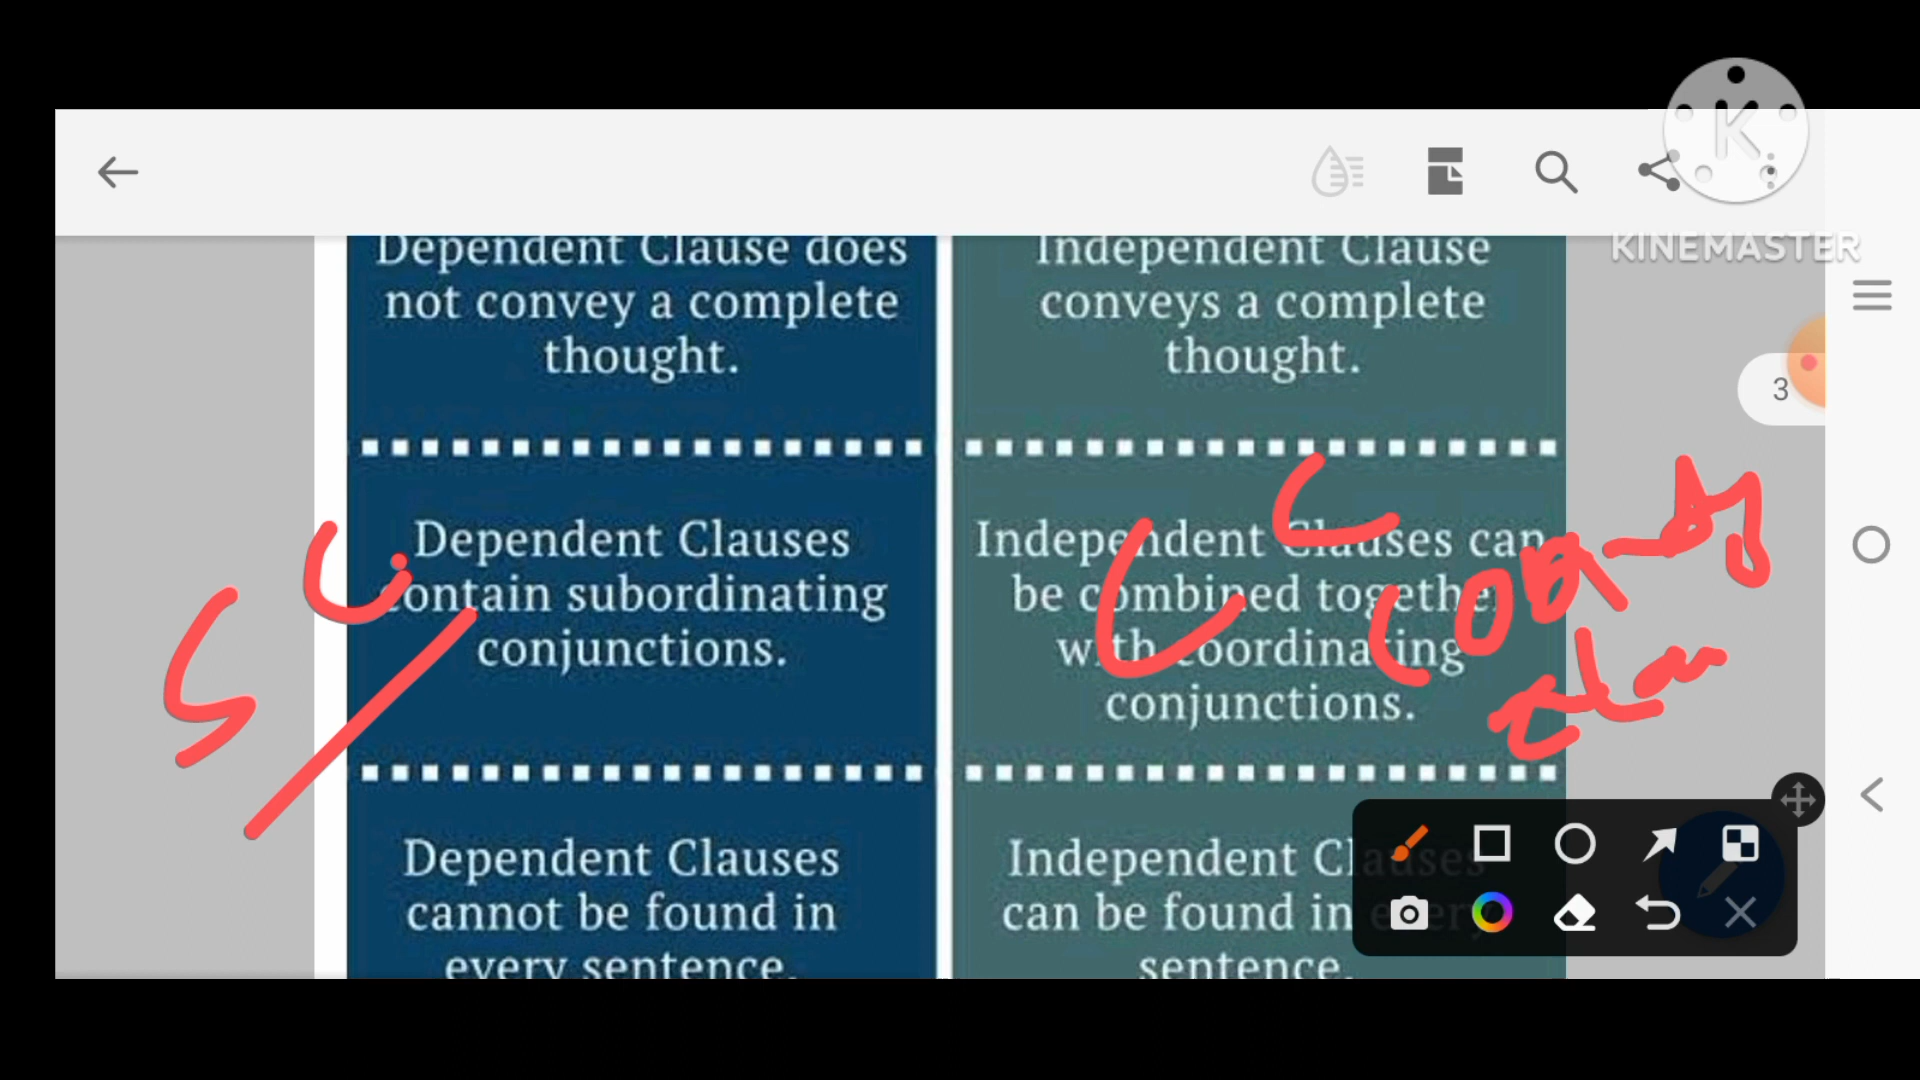 KINEMASTER
3
Dependent Clause does
not convey a complete
thought.
Independent Clause
conveys a complete
thought.
S C
Dependent Clauses
contain subordinating
conjunctions.
C C
Independent Clauses can
be combined together
with coordinating
conjunctions.
Dependent Clauses
cannot be found in
every sentence.
Independent Clauses
can be found in every
sentence.